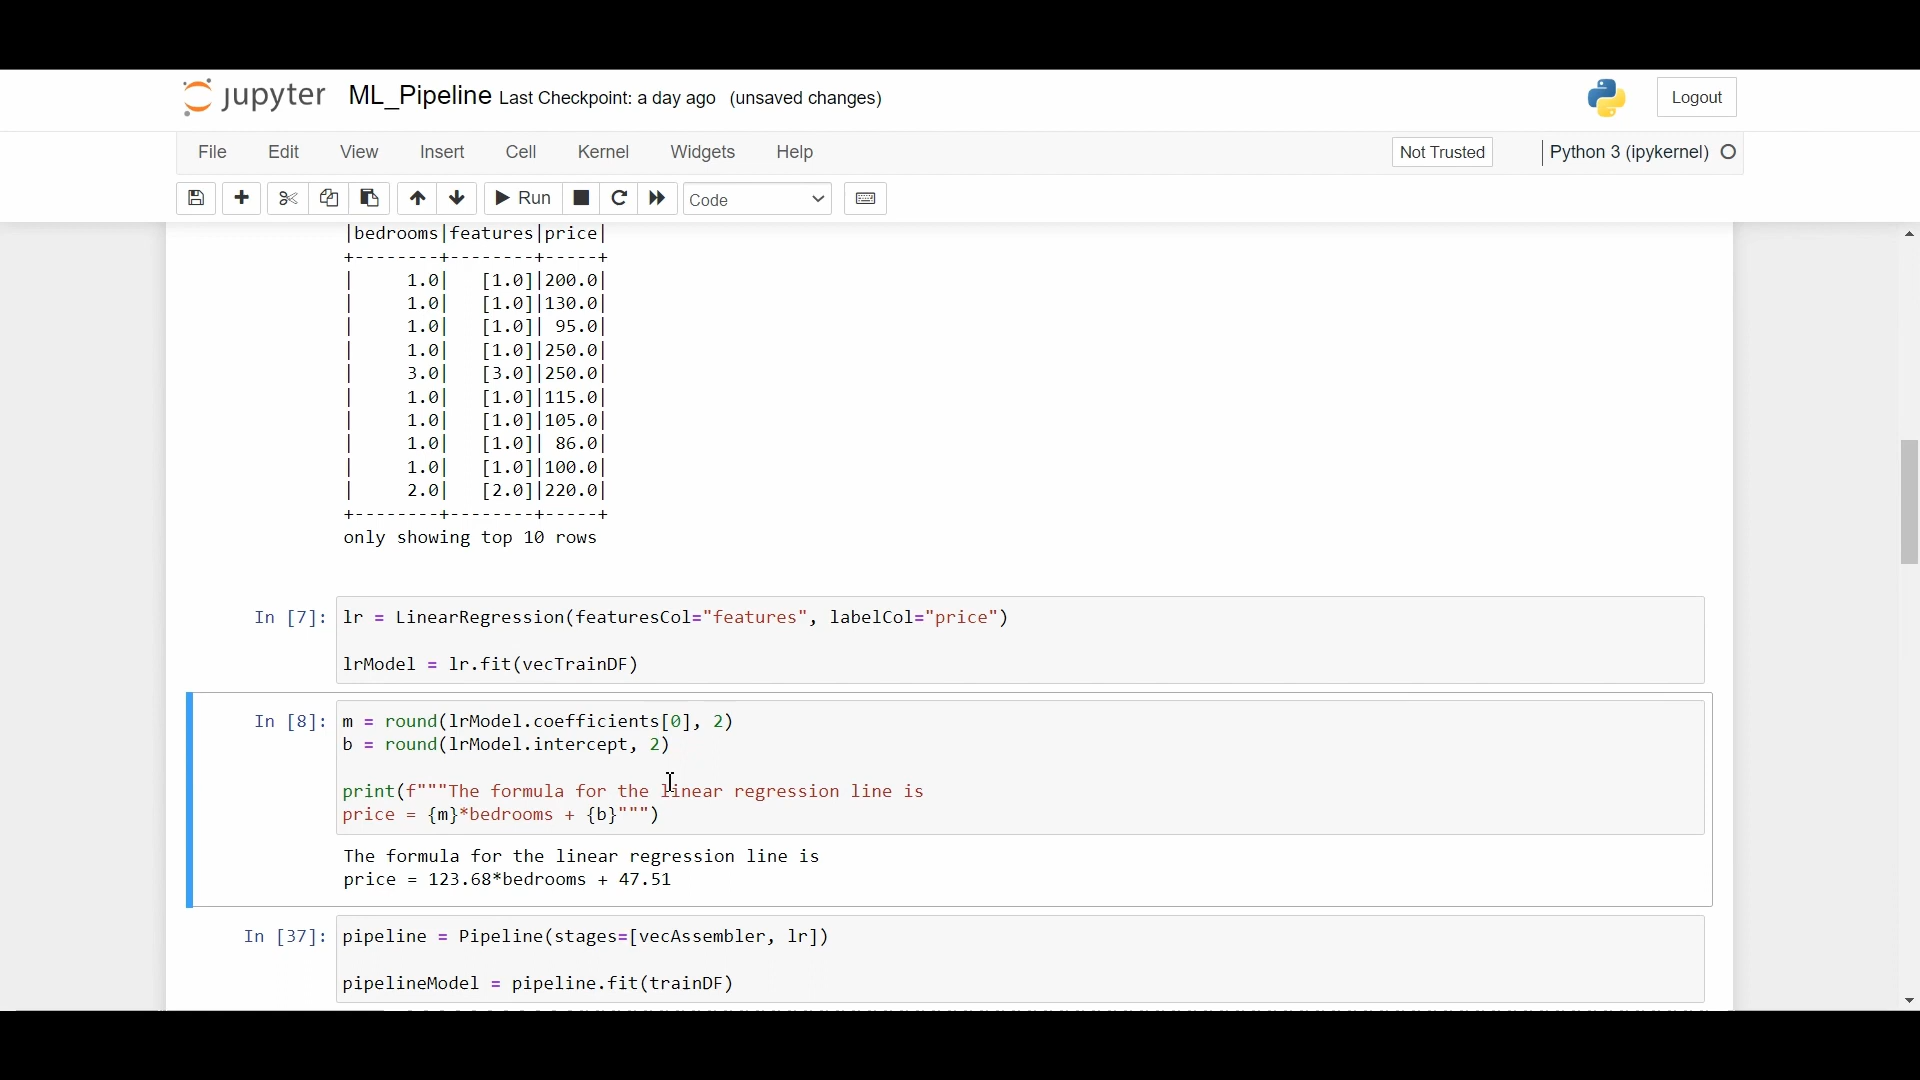 jupyter ML_Pipeline Last Checkpoint: a day ago (unsaved changes) Logout
File Edit View Insert Cell Kernel Widgets Help Not Trusted Python 3 (ipykernel)
Run Code
|bedrooms|features|price|
+--------+--------+-----+
|     1.0|   [1.0]|200.0|
|     1.0|   [1.0]|130.0|
|     1.0|   [1.0]| 95.0|
|     1.0|   [1.0]|250.0|
|     3.0|   [3.0]|250.0|
|     1.0|   [1.0]|115.0|
|     1.0|   [1.0]|105.0|
|     1.0|   [1.0]| 86.0|
|     1.0|   [1.0]|100.0|
|     2.0|   [2.0]|220.0|
+--------+--------+-----+
only showing top 10 rows
In [7]: lr = LinearRegression(featuresCol="features", labelCol="price")
lrModel = lr.fit(vecTrainDF)
In [8]: m = round(lrModel.coefficients[0], 2)
b = round(lrModel.intercept, 2)
print(f"""The formula for the linear regression line is
price = {m}*bedrooms + {b}""")
The formula for the linear regression line is
price = 123.68*bedrooms + 47.51
In [37]: pipeline = Pipeline(stages=[vecAssembler, lr])
pipelineModel = pipeline.fit(trainDF)